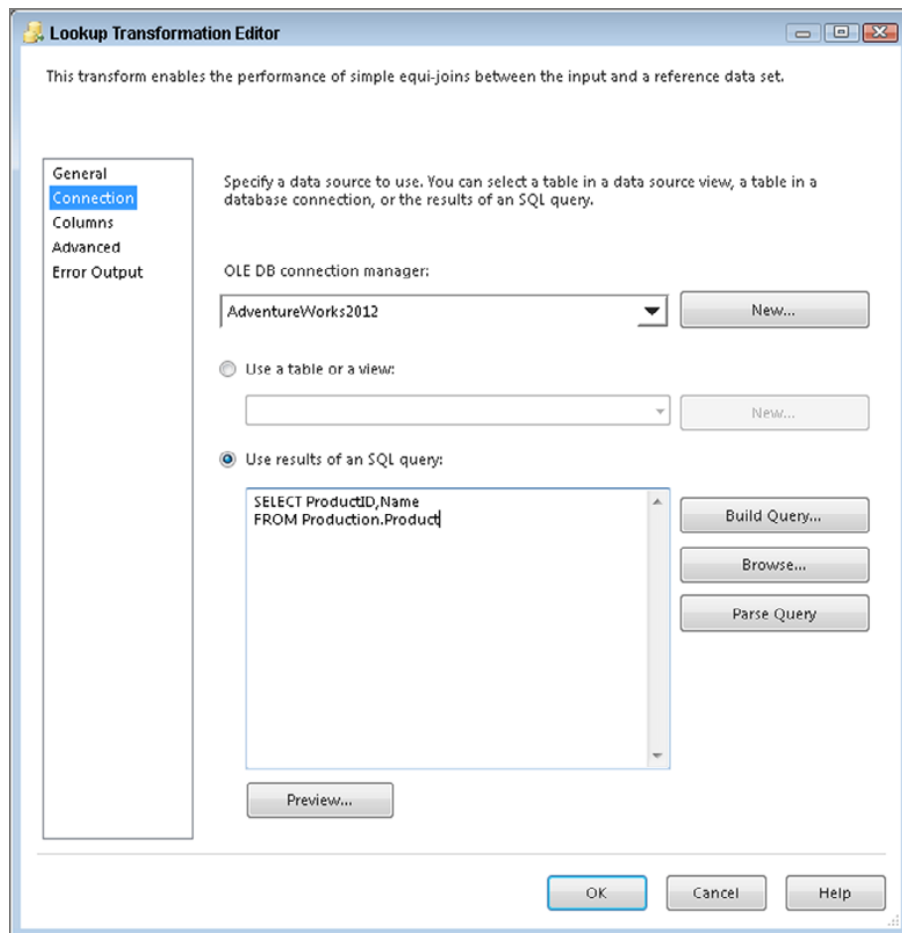 Lookup Transformation Editor
This transform enables the performance of simple equi-joins between the input and a reference data set.
General
Connection
Columns
Advanced
Error Output
Specify a data source to use. You can select a table in a data source view, a table in a
database connection, or the results of an SQL query.
OLE DB connection manager:
AdventureWorks2012
New...
Use a table or a view:
New...
Use results of an SQL query:
SELECT ProductID,Name
FROM Production.Product
Build Query...
Browse...
Parse Query
Preview...
OK
Cancel
Help